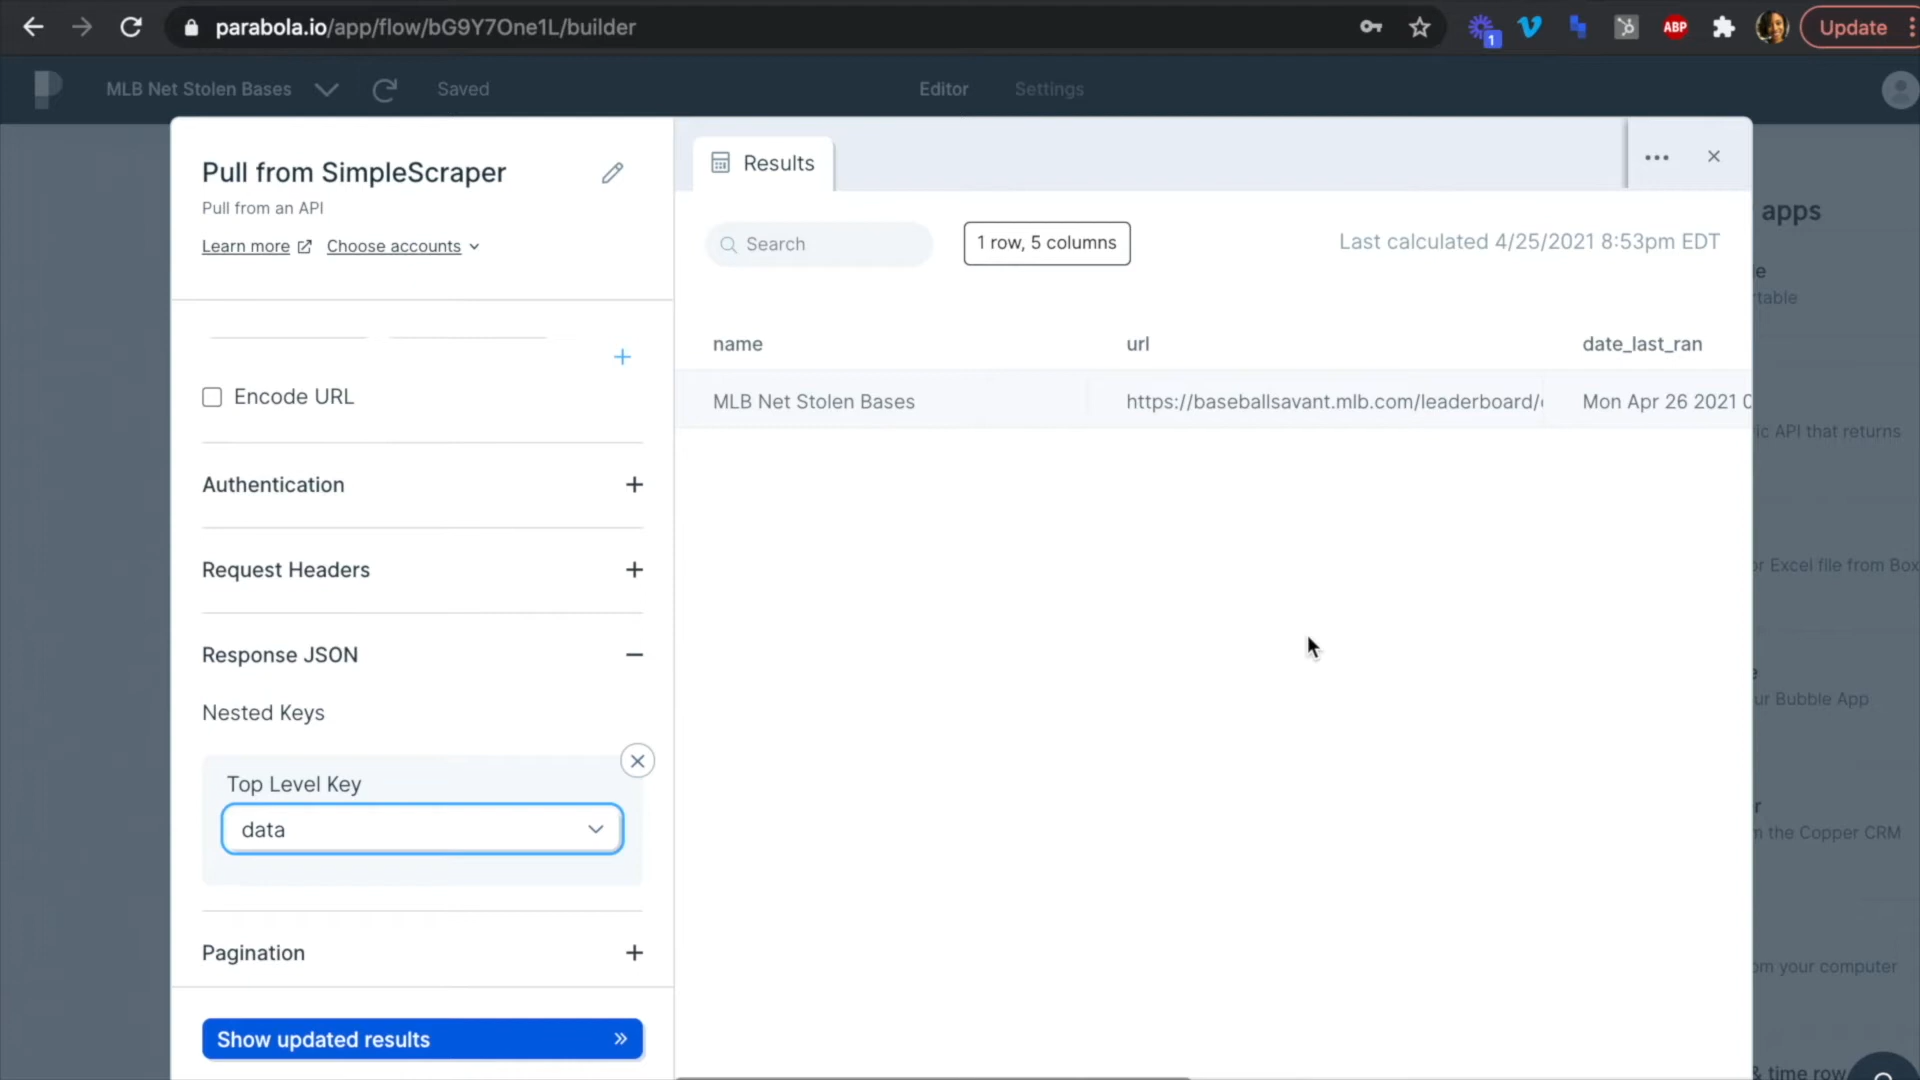 parabola.io/app/flow/bG9Y7One1L/builder
1
ABP
Update
MLB Net Stolen Bases
Saved
Editor
Settings
Pull from SimpleScraper
Pull from an API
Learn more
Choose accounts
Encode URL
Authentication
Request Headers
Response JSON
Nested Keys
Top Level Key
data
Pagination
Show updated results
Results
Search
1 row, 5 columns
Last calculated 4/25/2021 8:53pm EDT
name url date_last_ran
MLB Net Stolen Bases https://baseballsavant.mlb.com/leaderboard/ Mon Apr 26 2021
apps
API that returns
Excel file from Box
Bubble App
the Copper CRM
your computer
& time row